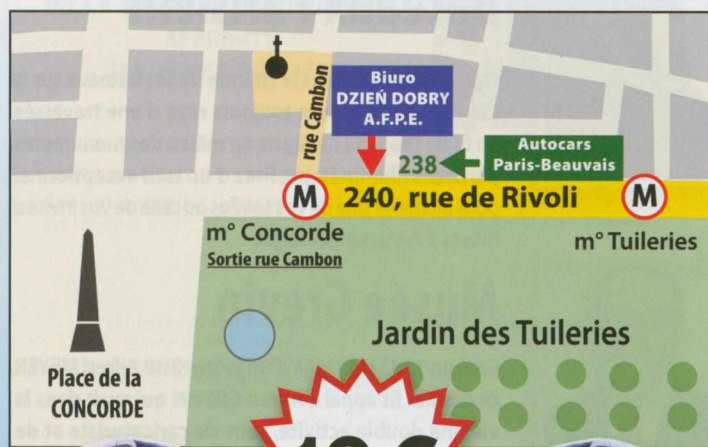 rue Cambon
Biuro
DZIEŃ DOBRY
A.F.P.E.
238
Autocars
Paris-Beauvais
M
240, rue de Rivoli
M
m° Concorde
Sortie rue Cambon
m° Tuileries
Place de la
CONCORDE
Jardin des Tuileries